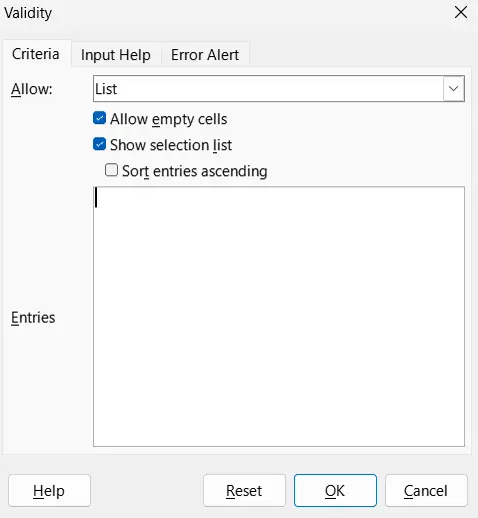 Validity
Criteria Input Help Error Alert
Allow: List
Allow empty cells
Show selection list
Sort entries ascending
Entries
Help Reset OK Cancel